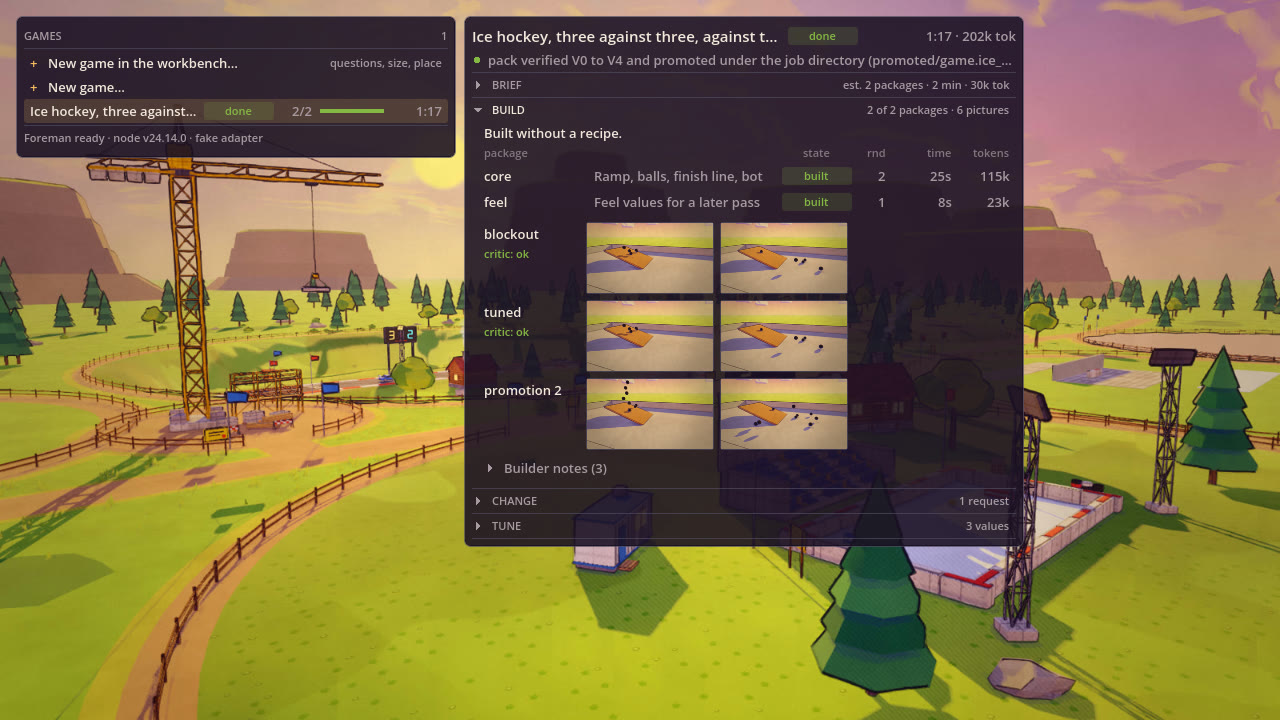 GAMES 1
+ New game in the workbench... questions, size, place
+ New game...
Ice hockey, three against... done 2/2 1:17
Foreman ready · node v24.14.0 · fake adapter
Ice hockey, three against three, against t... done 1:17 · 202k tok
pack verified V0 to V4 and promoted under the job directory (promoted/game.ice_...
BRIEF est. 2 packages · 2 min · 30k tok
BUILD 2 of 2 packages · 6 pictures
Built without a recipe.
package state rnd time tokens
core Ramp, balls, finish line, bot built 2 25s 115k
feel Feel values for a later pass built 1 8s 23k
blockout
critic: ok
tuned
critic: ok
promotion 2
Builder notes (3)
CHANGE 1 request
TUNE 3 values
3 2